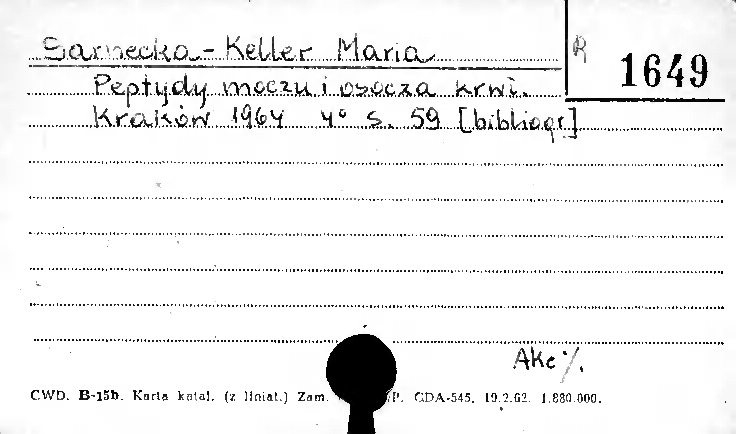 Sarnecka-Keller Maria
R 1649
Peptydy moczu i osocza krwi.
Kraków 1964 4° s. 59 [bibliogr]
Akc %.
CWD. B-15b. Karta katal. (z liniat.) Zam. P. CDA-545. 19.2.62. 1.880.000.